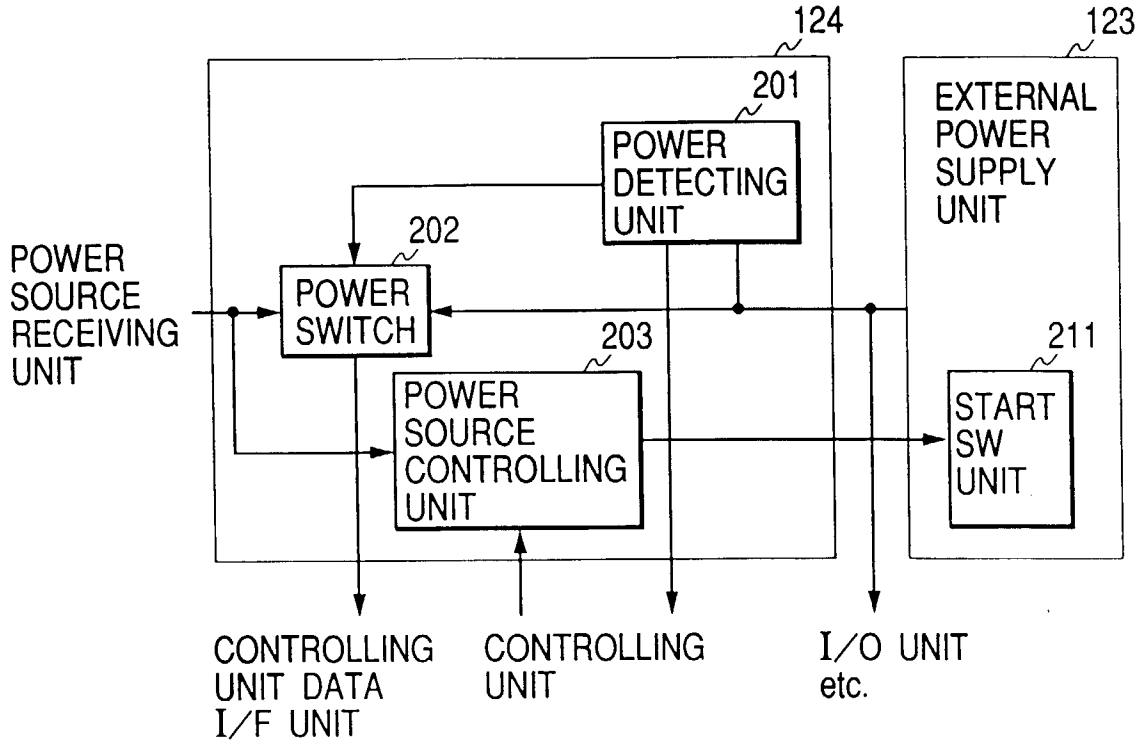 124
123
201
EXTERNAL
POWER
SUPPLY
UNIT
POWER
DETECTING
UNIT
202
POWER
SOURCE
RECEIVING
UNIT
POWER
SWITCH
203
211
POWER
SOURCE
CONTROLLING
UNIT
START
SW
UNIT
CONTROLLING
UNIT DATA
I/F UNIT
CONTROLLING
UNIT
I/O UNIT
etc.